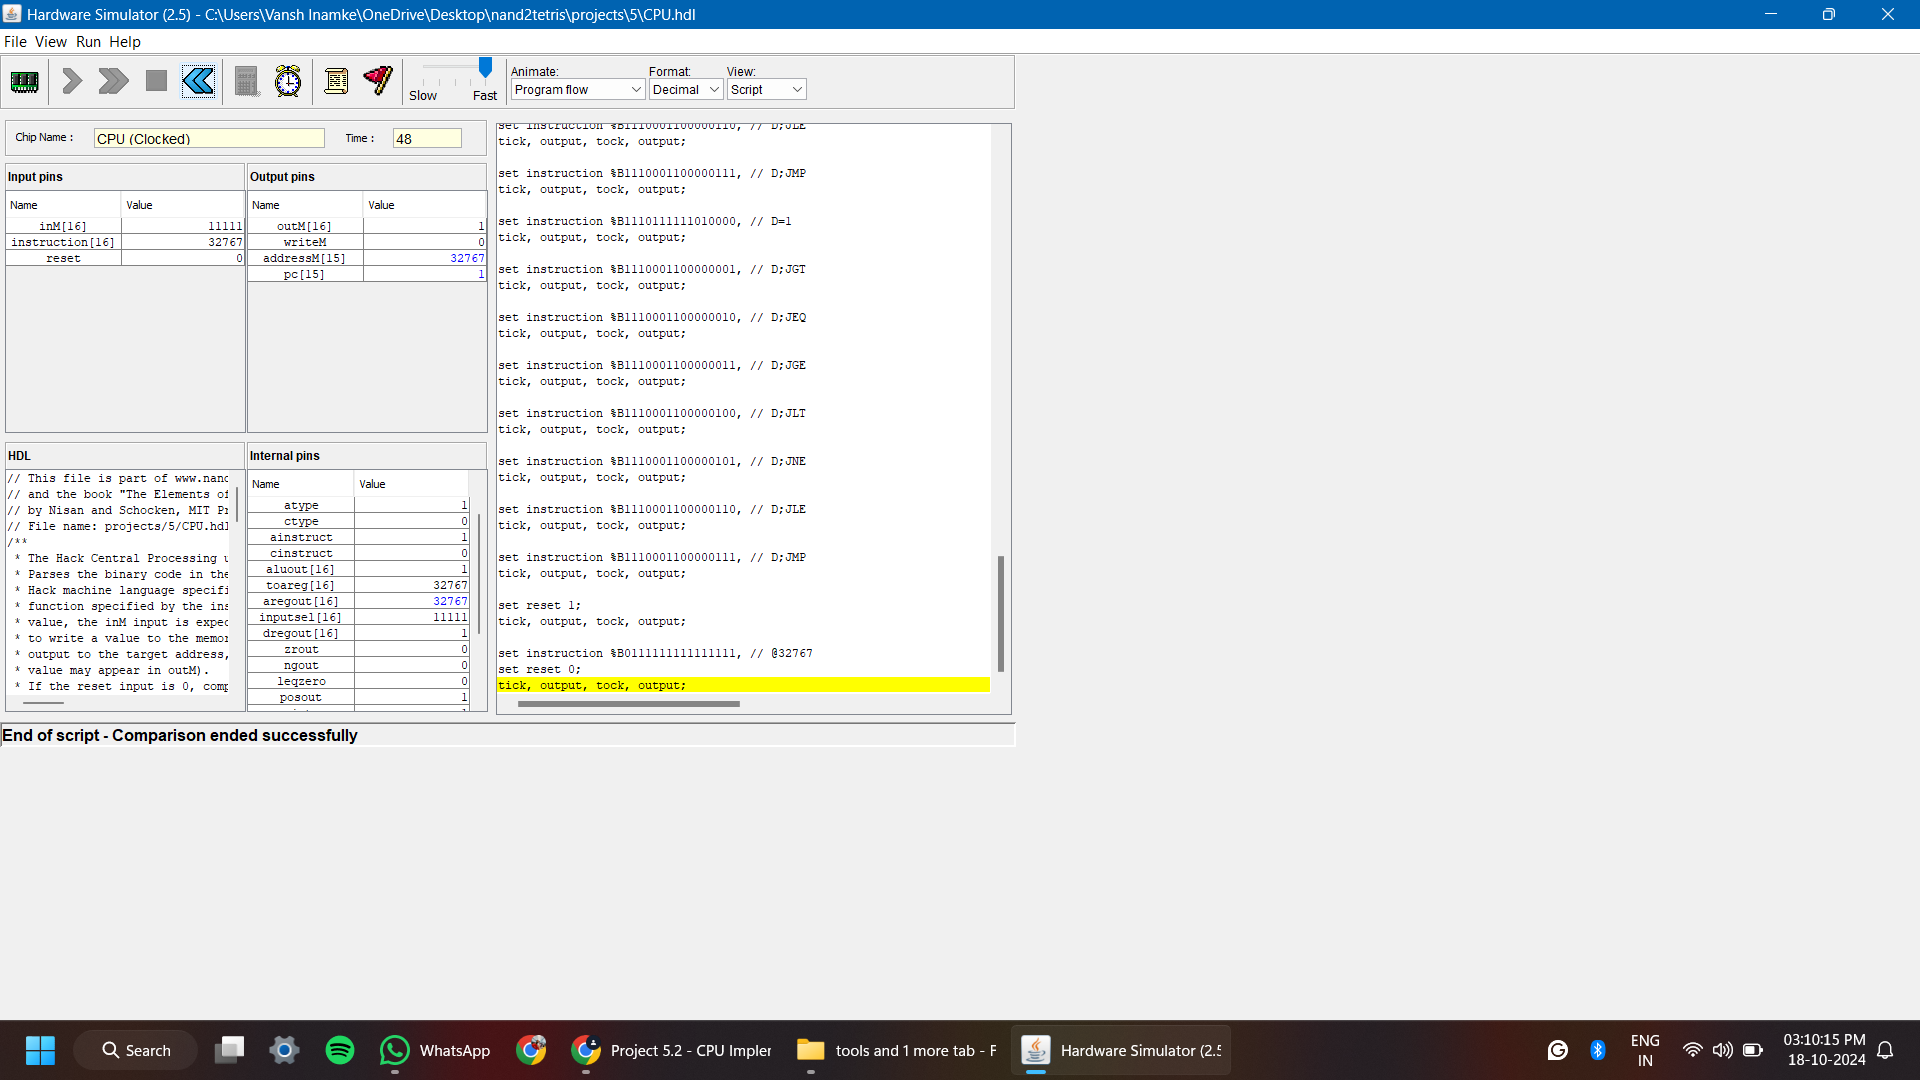 Hardware Simulator (2.5) - C:\Users\Vansh Inamke\OneDrive\Desktop\nand2tetris\projects\5\CPU.hdl
File View Run Help
Slow Fast
Animate: Format: View:
Program flow Decimal Script
Chip Name : CPU (Clocked) Time : 48
Input pins
Name Value
inM[16] 11111
instruction[16] 32767
reset 0
Output pins
Name Value
outM[16] 1
writeM 0
addressM[15] 32767
pc[15] 1
HDL
// This file is part of www.nand
// and the book "The Elements of
// by Nisan and Schocken, MIT Pr
// File name: projects/5/CPU.hdl
/**
* The Hack Central Processing u
* Parses the binary code in the
* Hack machine language specifi
* function specified by the ins
* value, the inM input is expec
* to write a value to the memor
* output to the target address,
* value may appear in outM).
* If the reset input is 0, comp
Internal pins
Name Value
atype 1
ctype 0
ainstruct 1
cinstruct 0
aluout[16] 1
toareg[16] 32767
aregout[16] 32767
inputsel[16] 11111
dregout[16] 1
zrout 0
ngout 0
leqzero 0
posout 1
set instruction %B1110001100000110, // D;JLE
tick, output, tock, output;
set instruction %B1110001100000111, // D;JMP
tick, output, tock, output;
set instruction %B1110111111010000, // D=1
tick, output, tock, output;
set instruction %B1110001100000001, // D;JGT
tick, output, tock, output;
set instruction %B1110001100000010, // D;JEQ
tick, output, tock, output;
set instruction %B1110001100000011, // D;JGE
tick, output, tock, output;
set instruction %B1110001100000100, // D;JLT
tick, output, tock, output;
set instruction %B1110001100000101, // D;JNE
tick, output, tock, output;
set instruction %B1110001100000110, // D;JLE
tick, output, tock, output;
set instruction %B1110001100000111, // D;JMP
tick, output, tock, output;
set reset 1;
tick, output, tock, output;
set instruction %B0111111111111111, // @32767
set reset 0;
tick, output, tock, output;
End of script - Comparison ended successfully
Search
WhatsApp
Project 5.2 - CPU Impler
tools and 1 more tab - F
Hardware Simulator (2.5
ENG
IN
03:10:15 PM
18-10-2024